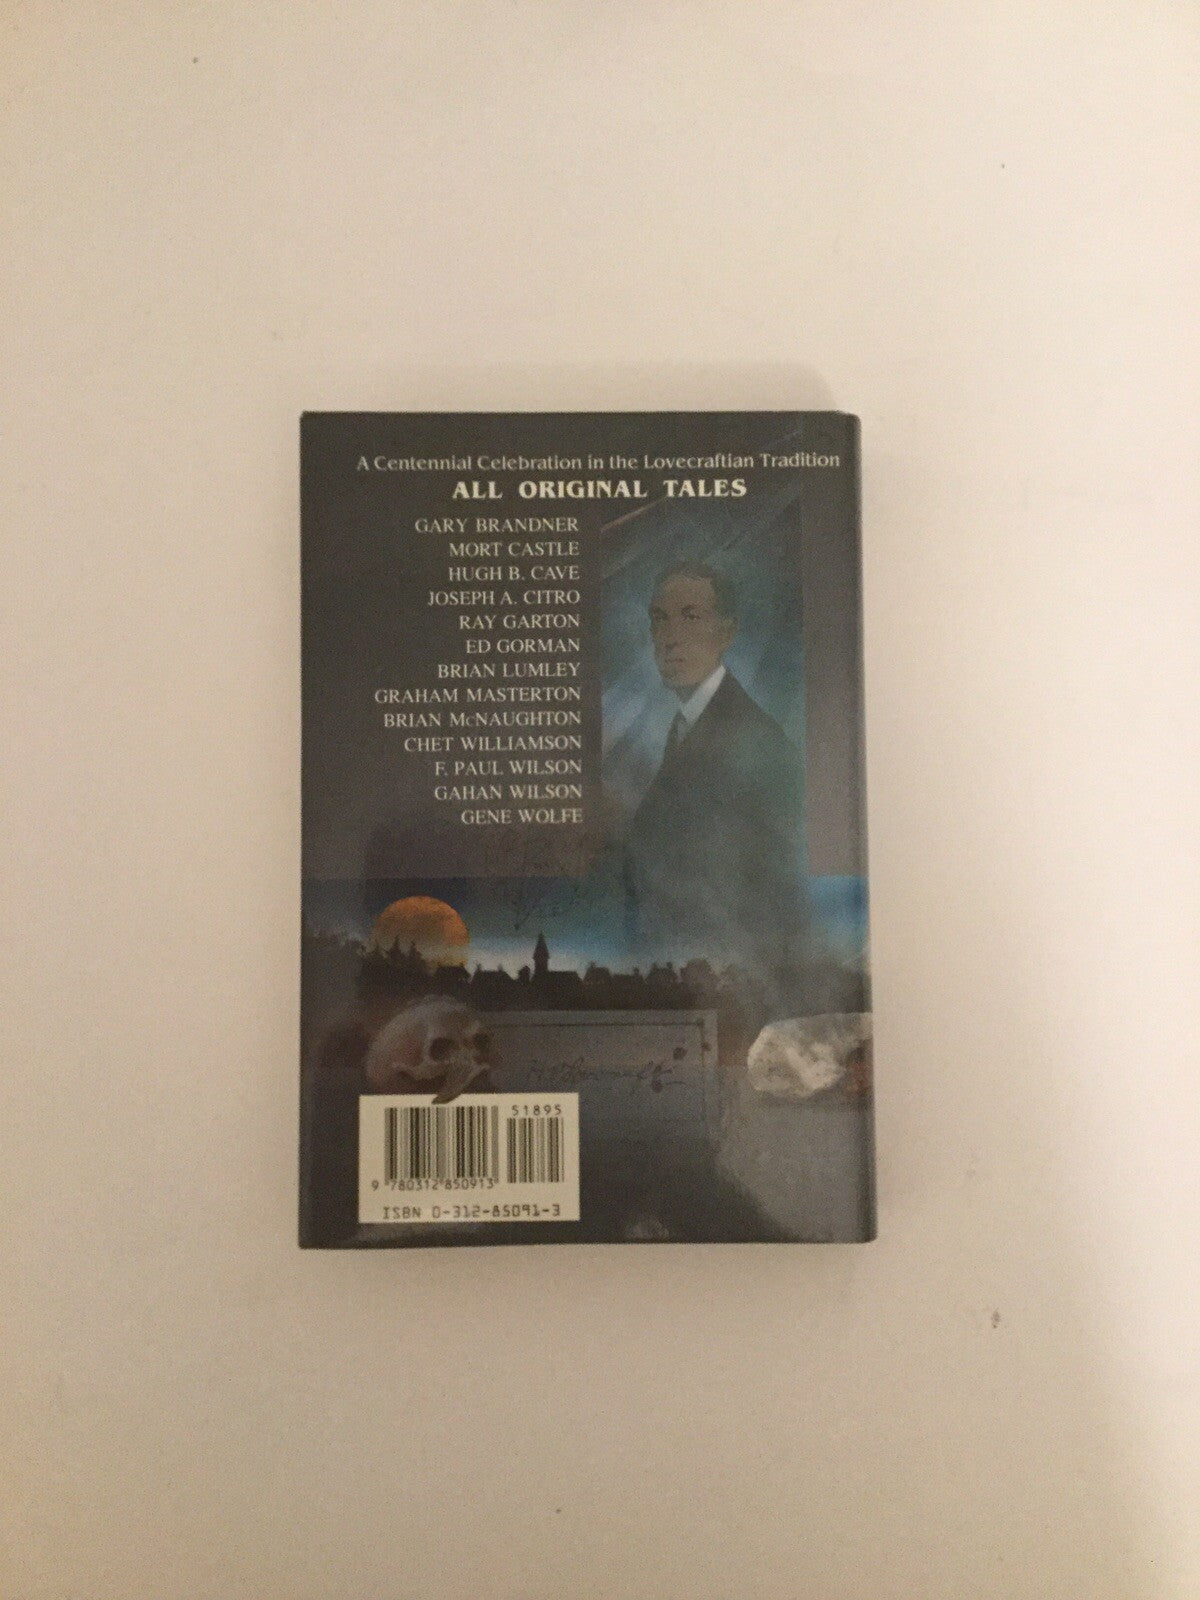 A Centennial Celebration in the Lovecraftian Tradition
ALL ORIGINAL TALES
GARY BRANDNER
MORT CASTLE
HUGH B. CAVE
JOSEPH A. CITRO
RAY GARTON
ED GORMAN
BRIAN LUMLEY
GRAHAM MASTERTON
BRIAN McNAUGHTON
CHET WILLIAMSON
F. PAUL WILSON
GAHAN WILSON
GENE WOLFE
H P Lovecraft
51895
9 780312 850913
ISBN 0-312-85091-3